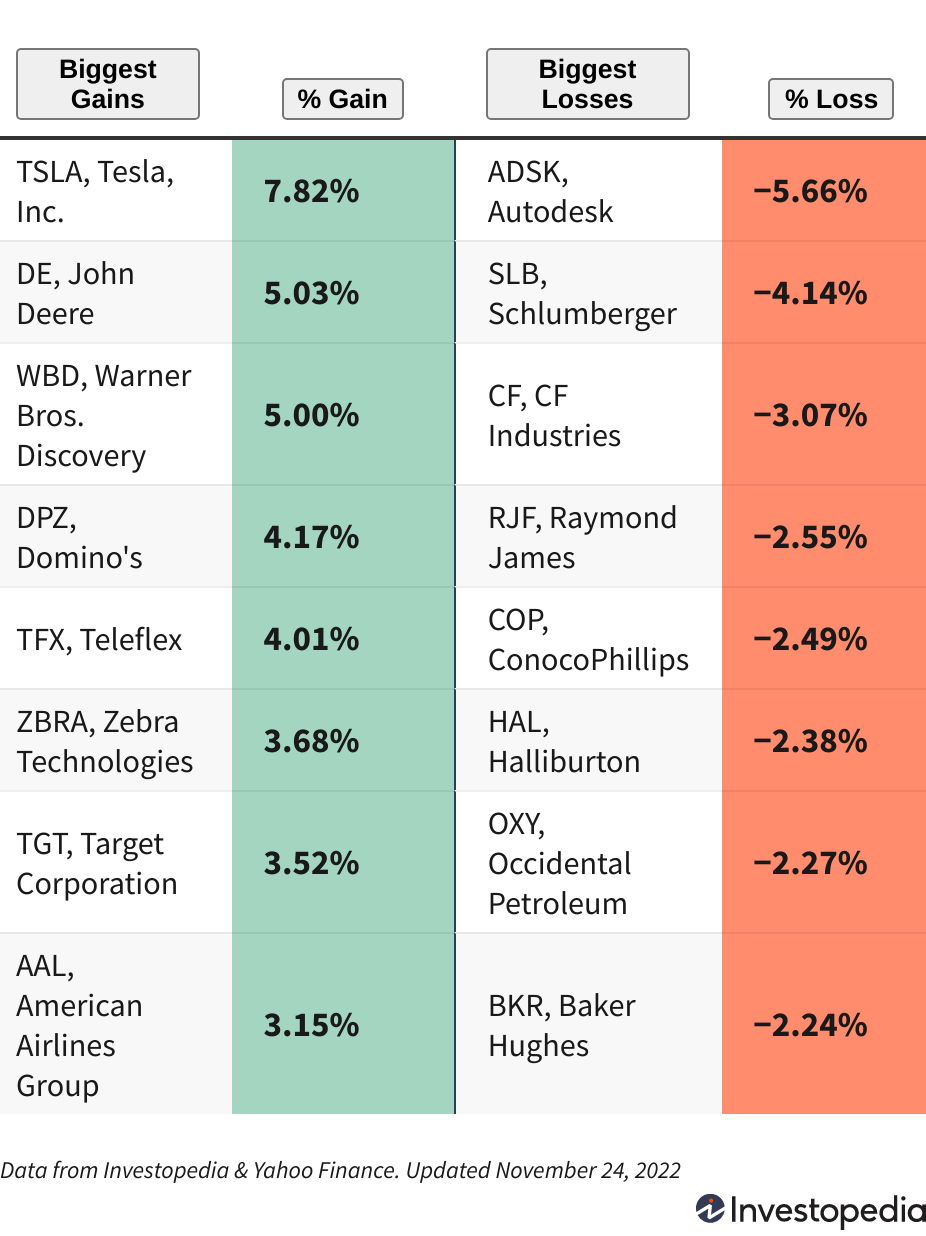 Biggest
Gains
% Gain
Biggest
Losses
% Loss
TSLA, Tesla,
Inc.
7.82%
ADSK,
Autodesk
−5.66%
DE, John
Deere
5.03%
SLB,
Schlumberger
−4.14%
WBD, Warner
Bros.
Discovery
5.00%
CF, CF
Industries
−3.07%
DPZ,
Domino's
4.17%
RJF, Raymond
James
−2.55%
TFX, Teleflex
4.01%
COP,
ConocoPhillips
−2.49%
ZBRA, Zebra
Technologies
3.68%
HAL,
Halliburton
−2.38%
TGT, Target
Corporation
3.52%
OXY,
Occidental
Petroleum
−2.27%
AAL,
American
Airlines
Group
3.15%
BKR, Baker
Hughes
−2.24%
Data from Investopedia & Yahoo Finance. Updated November 24, 2022
Investopedia